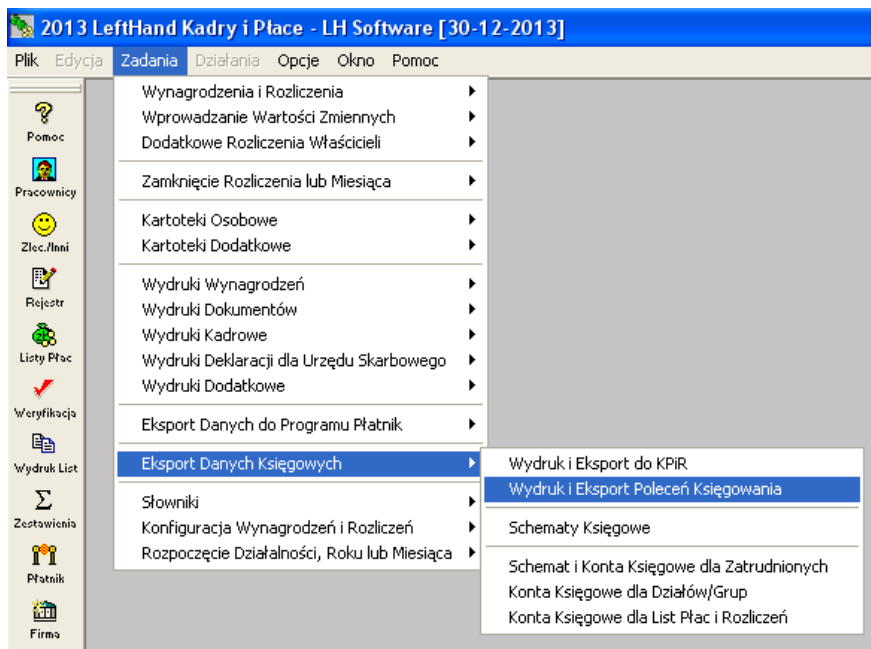 2013 LeftHand Kadry i Płace - LH Software [30-12-2013]
Plik Edycja Zadania Działania Opcje Okno Pomoc
Pomoc
Pracownicy
Zlec./Inni
Rejestr
Listy Płac
Weryfikacja
Wydruk List
Zestawienia
Płatnik
Firma
Wynagrodzenia i Rozliczenia
Wprowadzanie Wartości Zmiennych
Dodatkowe Rozliczenia Właścicieli
Zamknięcie Rozliczenia lub Miesiąca
Kartoteki Osobowe
Kartoteki Dodatkowe
Wydruki Wynagrodzeń
Wydruki Dokumentów
Wydruki Kadrowe
Wydruki Deklaracji dla Urzędu Skarbowego
Wydruki Dodatkowe
Eksport Danych do Programu Płatnik
Eksport Danych Księgowych
Słowniki
Konfiguracja Wynagrodzeń i Rozliczeń
Rozpoczęcie Działalności, Roku lub Miesiąca
Wydruk i Eksport do KPiR
Wydruk i Eksport Poleceń Księgowania
Schematy Księgowe
Schemat i Konta Księgowe dla Zatrudnionych
Konta Księgowe dla Działów/Grup
Konta Księgowe dla List Płac i Rozliczeń